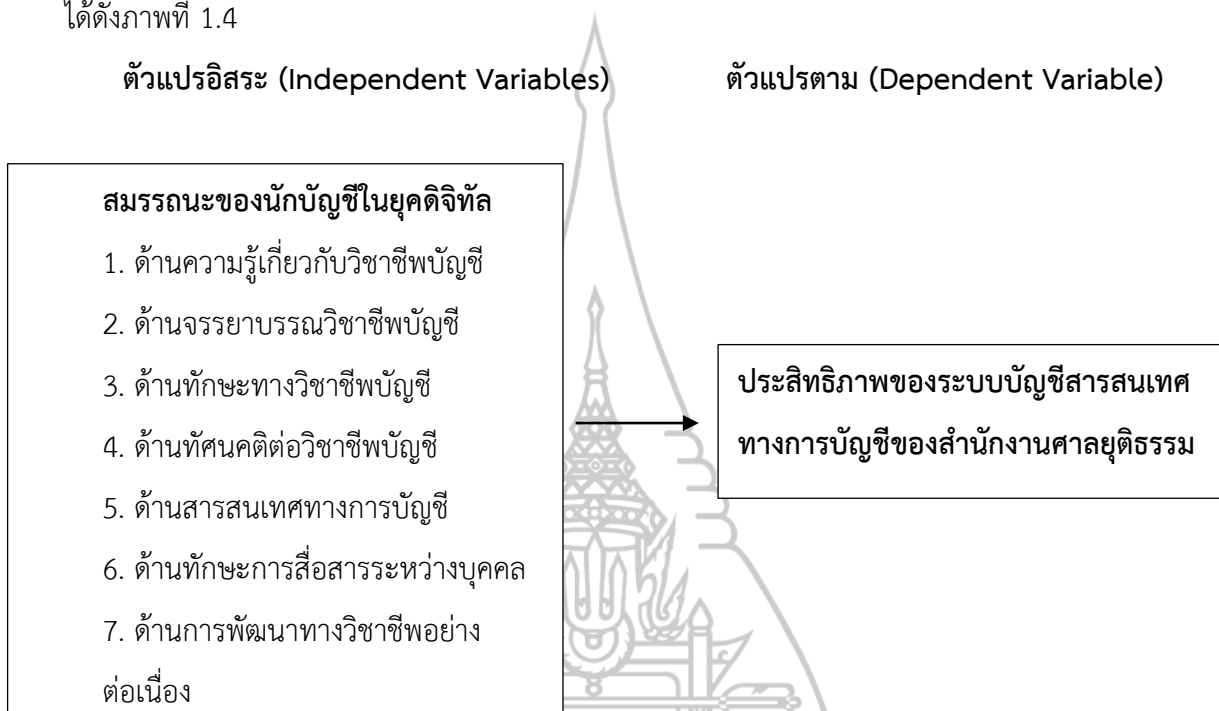 ได้ดังภาพที่ 1.4
ตัวแปรอิสระ (Independent Variables) ตัวแปรตาม (Dependent Variable)
สมรรถนะของนักบัญชีในยุคดิจิทัล
1. ด้านความรู้เกี่ยวกับวิชาชีพบัญชี
2. ด้านจรรยาบรรณวิชาชีพบัญชี
3. ด้านทักษะทางวิชาชีพบัญชี
4. ด้านทัศนคติต่อวิชาชีพบัญชี
5. ด้านสารสนเทศทางการบัญชี
6. ด้านทักษะการสื่อสารระหว่างบุคคล
7. ด้านการพัฒนาทางวิชาชีพอย่าง
ต่อเนื่อง
ประสิทธิภาพของระบบบัญชีสารสนเทศ
ทางการบัญชีของสำนักงานศาลยุติธรรม